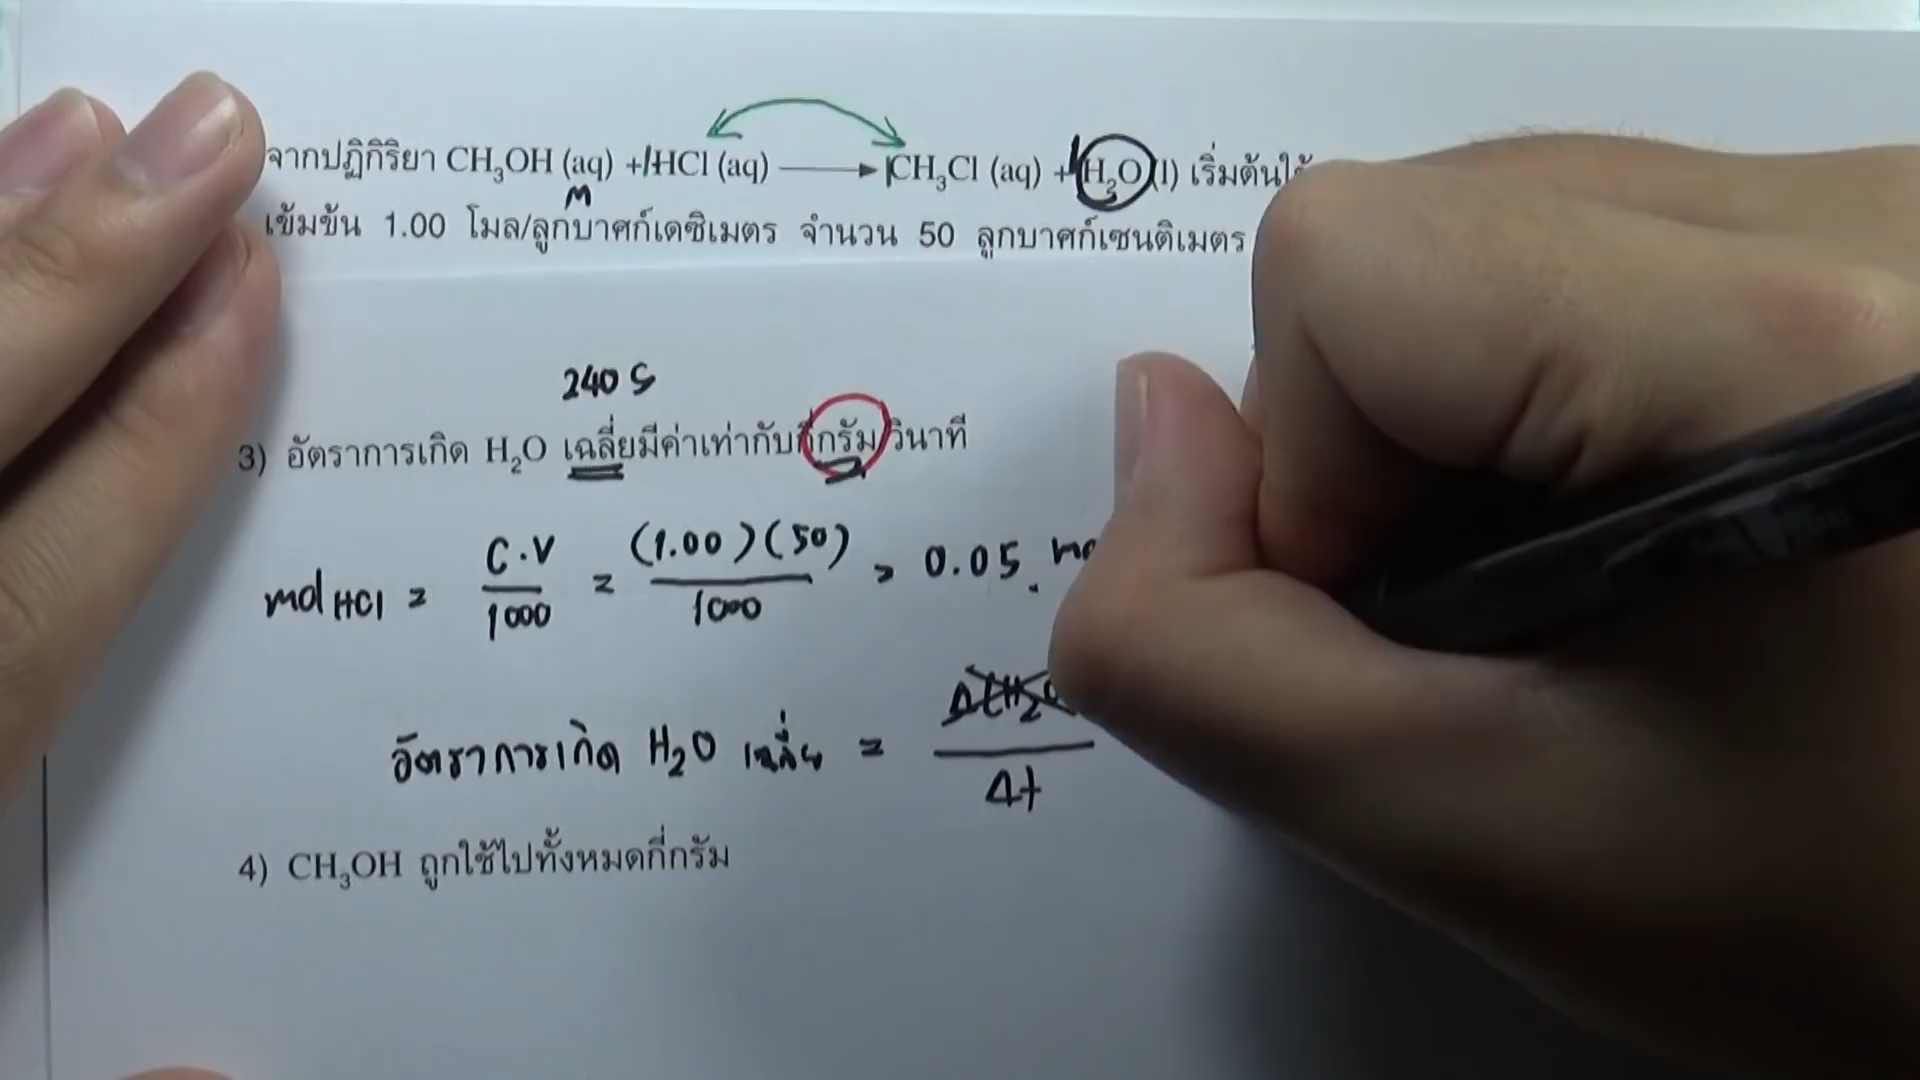 จากปฏิกิริยา CH₃OH (aq) + HCl (aq) ⟶ CH₃Cl (aq) + H₂O (l) เริ่มต้นใช้
M
เข้มข้น 1.00 โมล/ลูกบาศก์เดซิเมตร จำนวน 50 ลูกบาศก์เซนติเมตร
240 S
3) อัตราการเกิด H₂O เฉลี่ยมีค่าเท่ากับกี่กรัม/วินาที
mol HCl = C·V/1000 = (1.00)(50)/1000 = 0.05
อัตราการเกิด H₂O เฉลี่ย = /Δt
4) CH₃OH ถูกใช้ไปทั้งหมดกี่กรัม